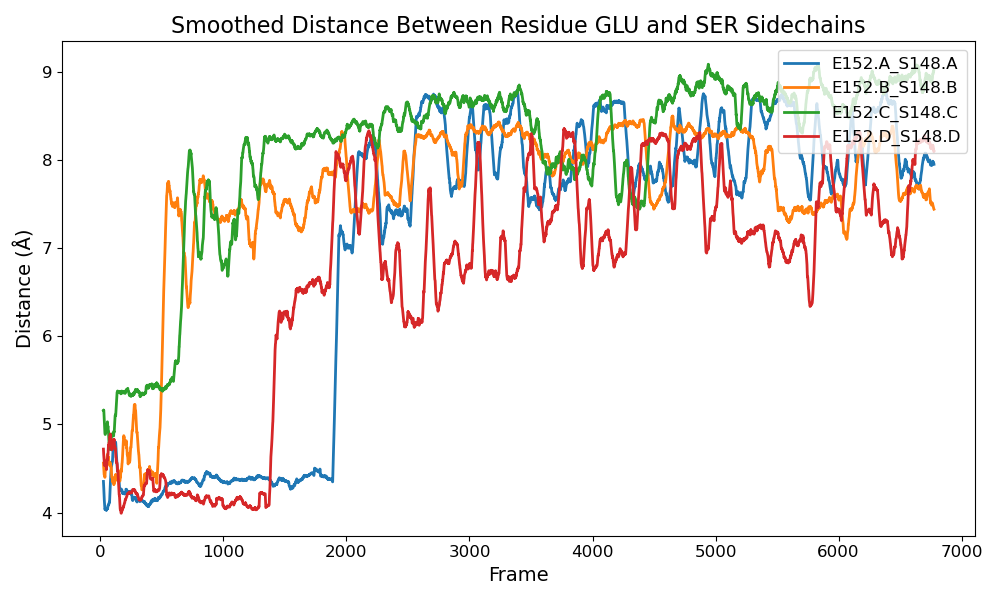 Smoothed Distance Between Residue GLU and SER Sidechains
E152.A_S148.A
E152.B_S148.B
E152.C_S148.C
E152.D_S148.D
Distance (Å)
9
8
7
6
5
4
0 1000 2000 3000 4000 5000 6000 7000
Frame